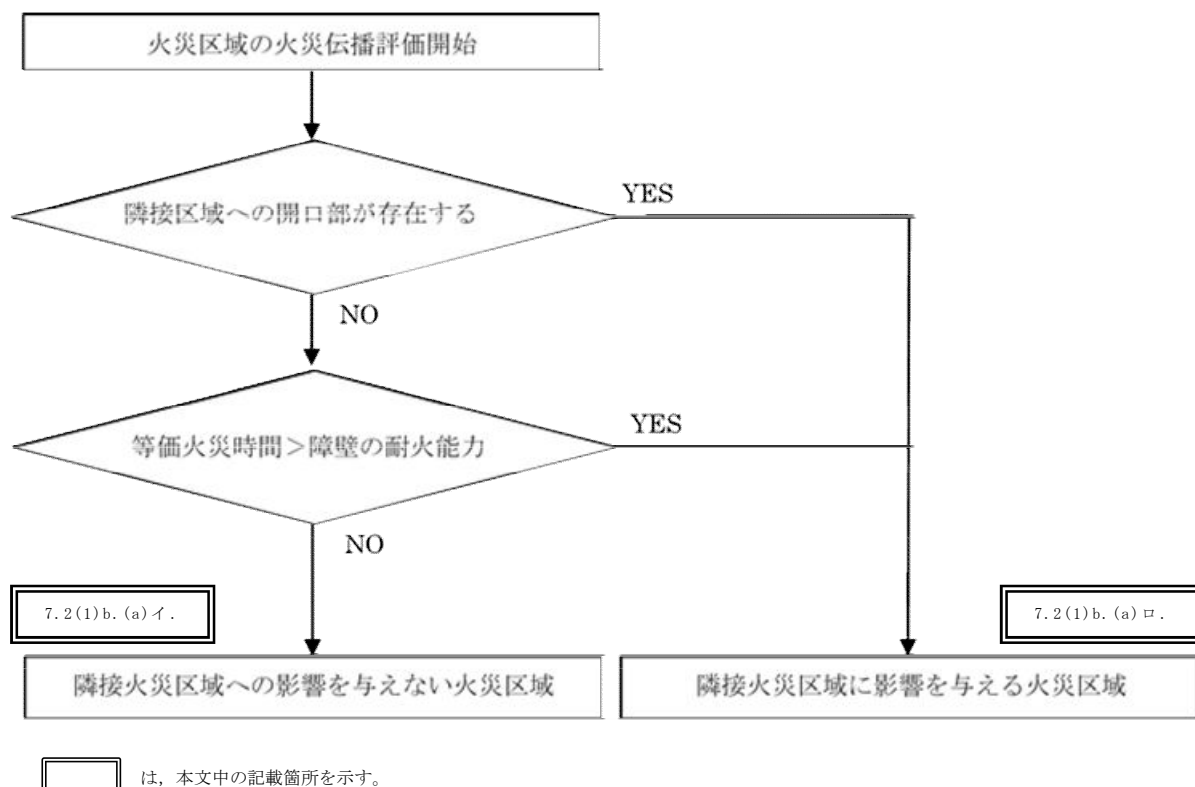 火災区域の火災伝播評価開始
隣接区域への開口部が存在する
YES
NO
等価火災時間＞障壁の耐火能力
YES
NO
7.2(1)b.(a)イ.
7.2(1)b.(a)ロ.
隣接火災区域への影響を与えない火災区域
隣接火災区域に影響を与える火災区域
は，本文中の記載箇所を示す。